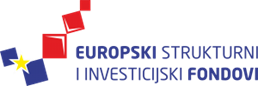 EUROPSKI STRUKTURNI
I INVESTICIJSKI FONDOVI